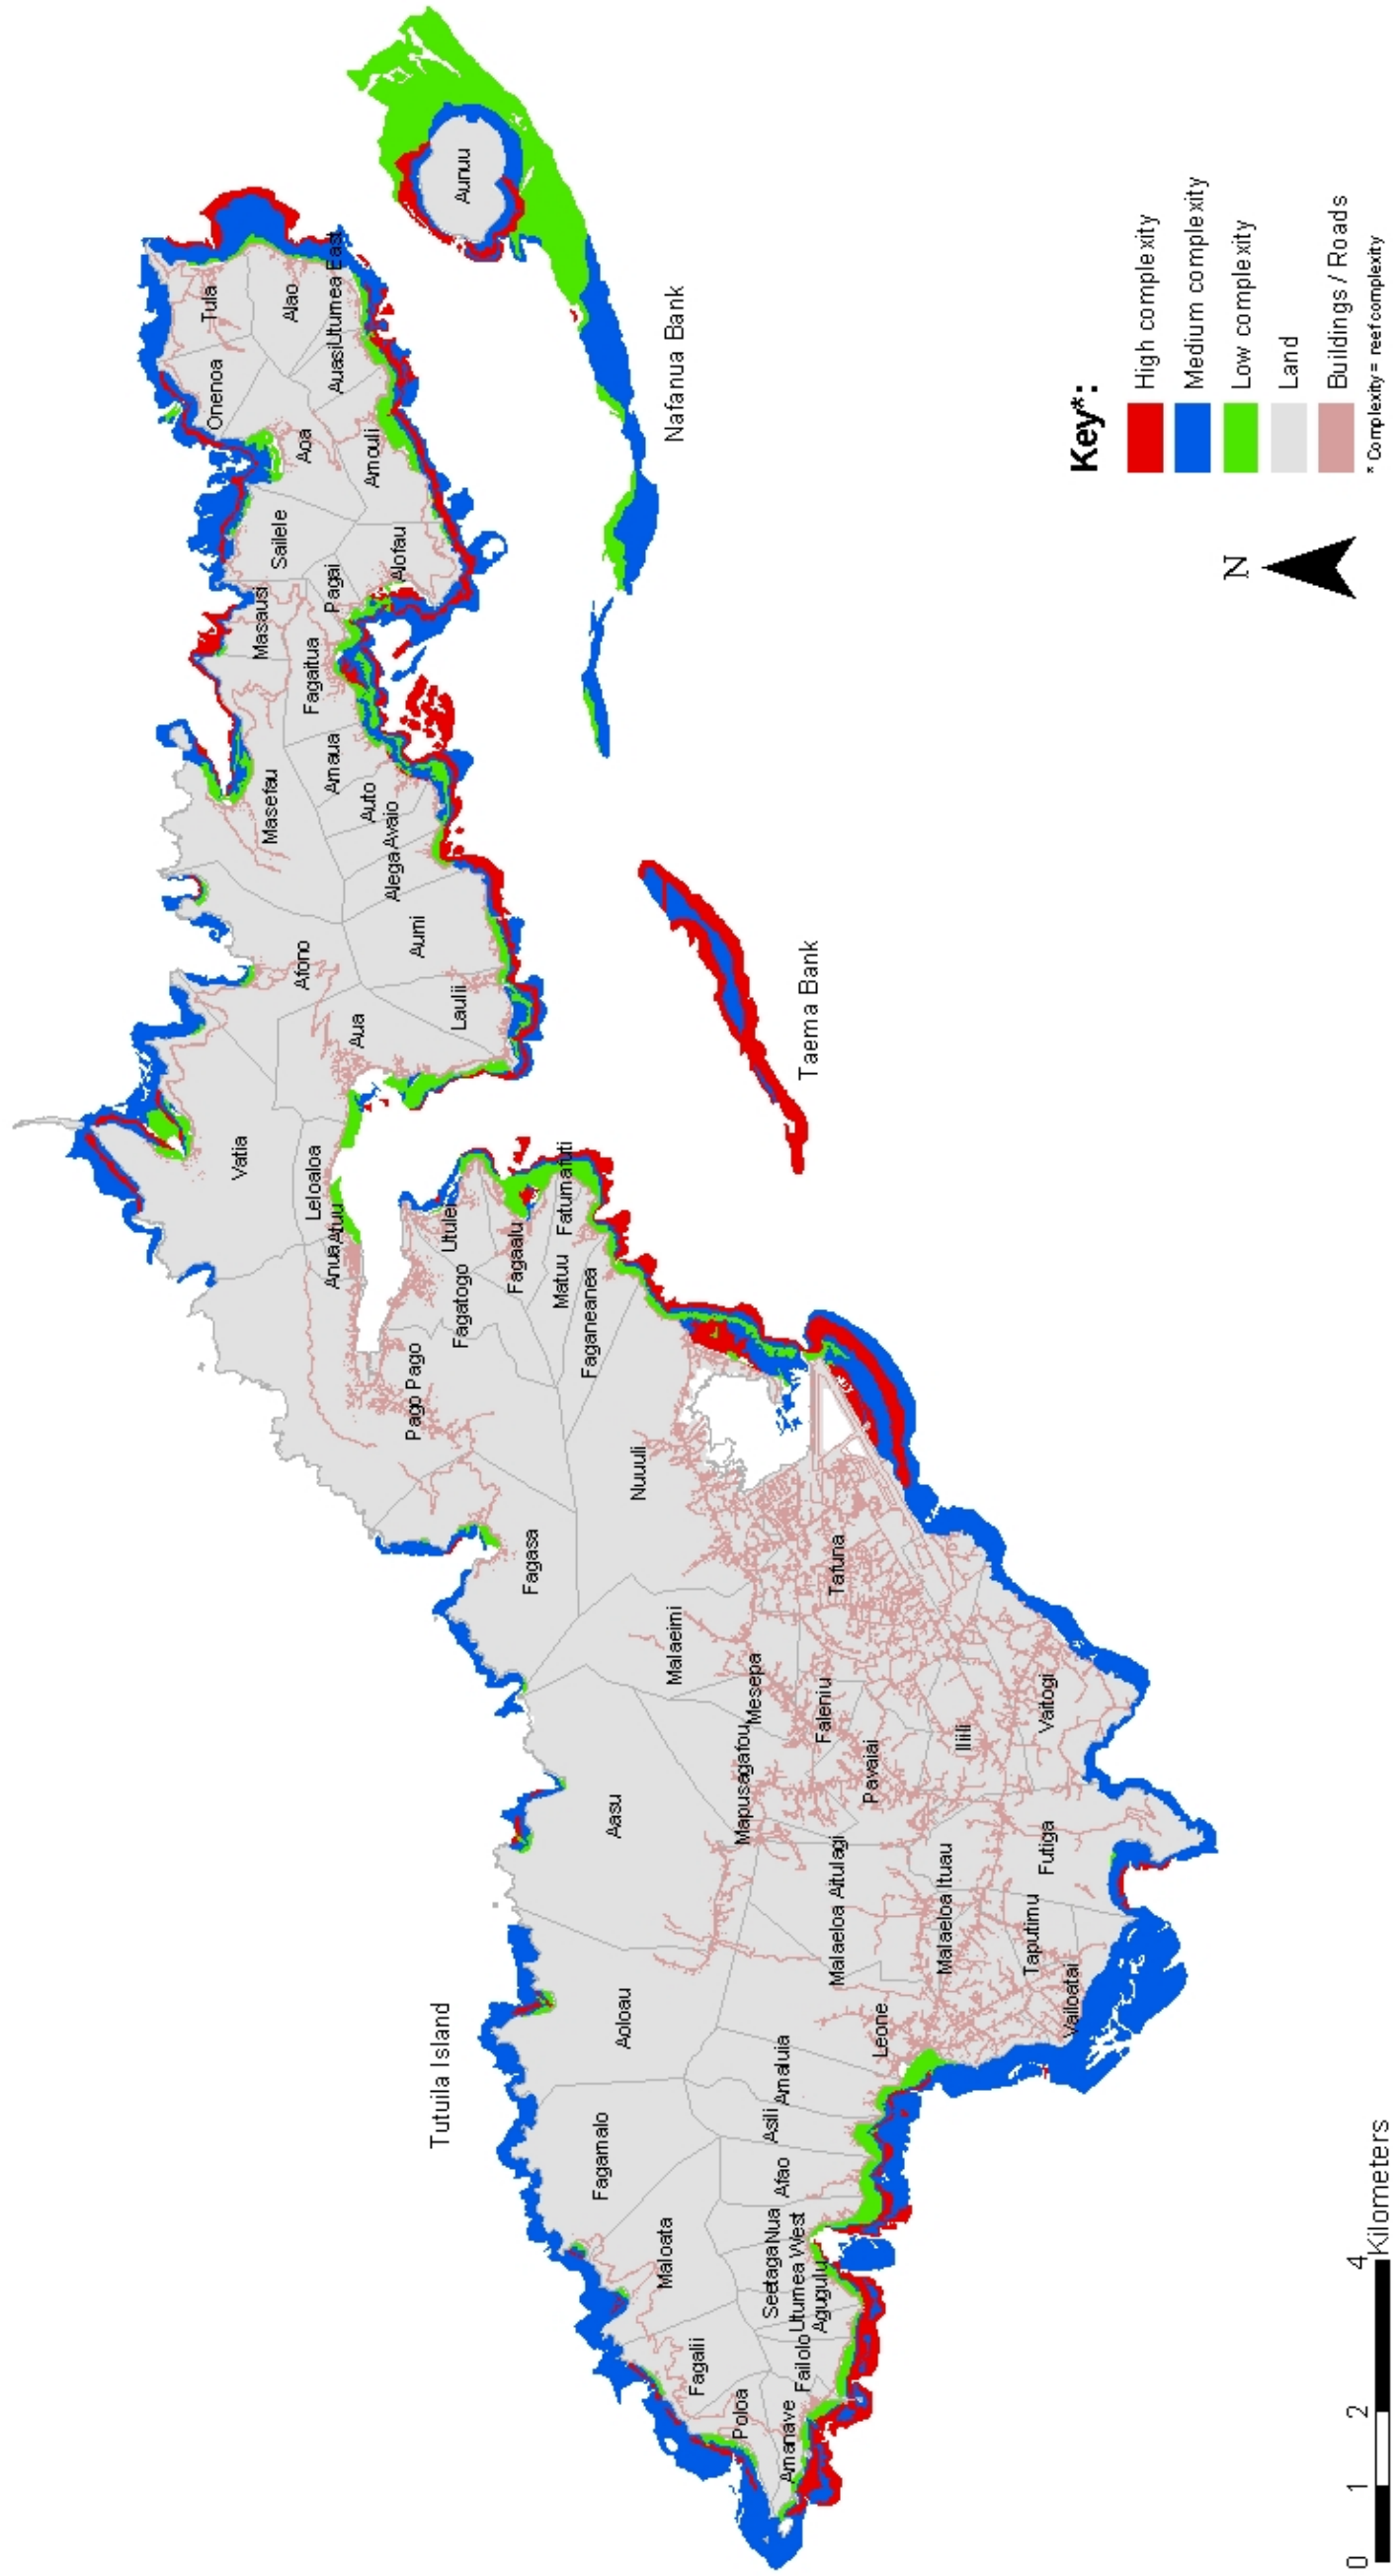 Tutuila Island
Vatia
Afono
Masefau
Masausi
Sailele
Aoa
Onenoa
Tula
Alao
Auasi
Utumea East
Aunuu
Amouli
Alofau
Pagai
Fagaitua
Amaua
Auto
Avaio
Alega
Aumi
Laulii
Aua
Leloaloa
Atuu
Anua
Pago Pago
Fagatogo
Utulei
Fagaalu
Fatumafuti
Matuu
Faganeanea
Nuuuli
Fagasa
Aasu
Aoloau
Fagamalo
Maloata
Fagalii
Poloa
Amanave
Failolo
Agugulu
Utumea West
Seetaga
Nua
Afao
Asili
Amaluia
Leone
Malaeloa Aitulagi
Malaeloa Ituau
Taputimu
Vailoatai
Futiga
Vaitogi
Iliili
Pavaiai
Faleniu
Mapusagafou
Mesepa
Malaeimi
Tafuna
Taema Bank
Nafanua Bank
N
Key*:
High complexity
Medium complexity
Low complexity
Land
Buildings / Roads
* Complexity = reef complexity
0 1 2 4
Kilometers